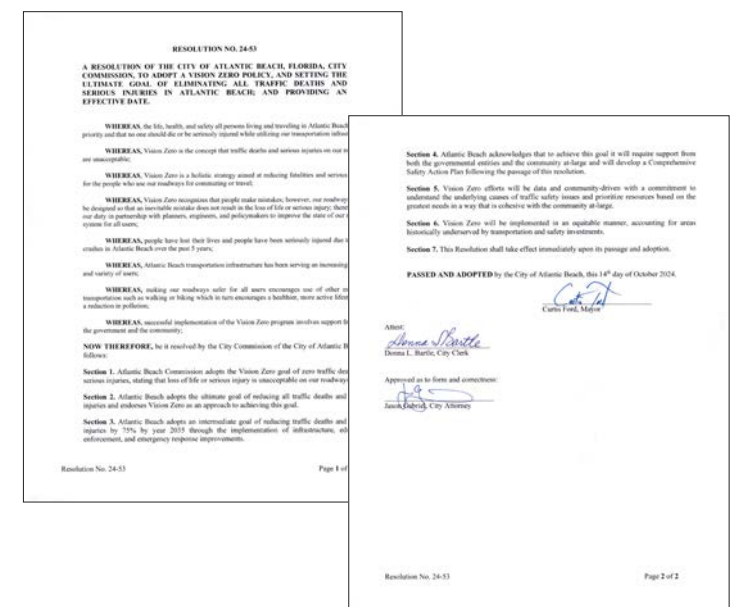 RESOLUTION NO. 24-53
A RESOLUTION OF THE CITY OF ATLANTIC BEACH, FLORIDA, CITY
COMMISSION, TO ADOPT A VISION ZERO POLICY, AND SETTING THE
ULTIMATE GOAL OF ELIMINATING ALL TRAFFIC DEATHS AND
SERIOUS INJURIES IN ATLANTIC BEACH; AND PROVIDING AN
EFFECTIVE DATE.
WHEREAS, the life, health, and safety all persons living and traveling in Atlantic Beach
priority and that no one should die or be seriously injured while utilizing our transportation
WHEREAS, Vision Zero is the concept that traffic deaths and serious injuries on our
are unacceptable;
WHEREAS, Vision Zero is a holistic strategy aimed at reducing fatalities and serious
for the people who use our roadways for commuting or travel;
WHEREAS, Vision Zero recognizes that people make mistakes; however, our roadway
be designed so that an inevitable mistake does not result in the loss of life or serious injury;
our duty in partnership with planners, engineers, and policymakers to improve the state of our
system for all users;
WHEREAS, people have lost their lives and people have been seriously injured due
crashes in Atlantic Beach over the past 5 years;
WHEREAS, Atlantic Beach transportation infrastructure has been serving an increasing
and variety of users;
WHEREAS, making our roadways safer for all users encourages use of other
transportation such as walking or biking which in turn encourages a healthier, more active
a reduction in pollution;
WHEREAS, successful implementation of the Vision Zero program involves support
the government and the community;
NOW THEREFORE, be it resolved by the City Commission of the City of Atlantic B
follows:
Section 1. Atlantic Beach Commission adopts the Vision Zero goal of zero traffic
serious injuries, stating that loss of life or serious injury is unacceptable on our roadway
Section 2. Atlantic Beach adopts the ultimate goal of reducing all traffic deaths and
injuries and endorses Vision Zero as an approach to achieving this goal.
Section 3. Atlantic Beach adopts an intermediate goal of reducing traffic deaths and
injuries by 75% by year 2035 through the implementation of infrastructure,
enforcement, and emergency response improvements.
Resolution No. 24-53 Page 1 of
Section 4. Atlantic Beach acknowledges that to achieve this goal it will require support from
both the governmental entities and the community at-large and will develop a Comprehensive
Safety Action Plan following the passage of this resolution.
Section 5. Vision Zero efforts will be data and community-driven with a commitment to
understand the underlying causes of traffic safety issues and prioritize resources based on the
greatest needs in a way that is cohesive with the community at-large.
Section 6. Vision Zero will be implemented in an equitable manner, accounting for areas
historically underserved by transportation and safety investments.
Section 7. This Resolution shall take effect immediately upon its passage and adoption.
PASSED AND ADOPTED by the City of Atlantic Beach, this 14th day of October 2024.
Curtis Ford, Mayor
Attest:
Donna L. Bartle
Donna L. Bartle, City Clerk
Approved as to form and correctness:
Jason Gabriel, City Attorney
Resolution No. 24-53 Page 2 of 2